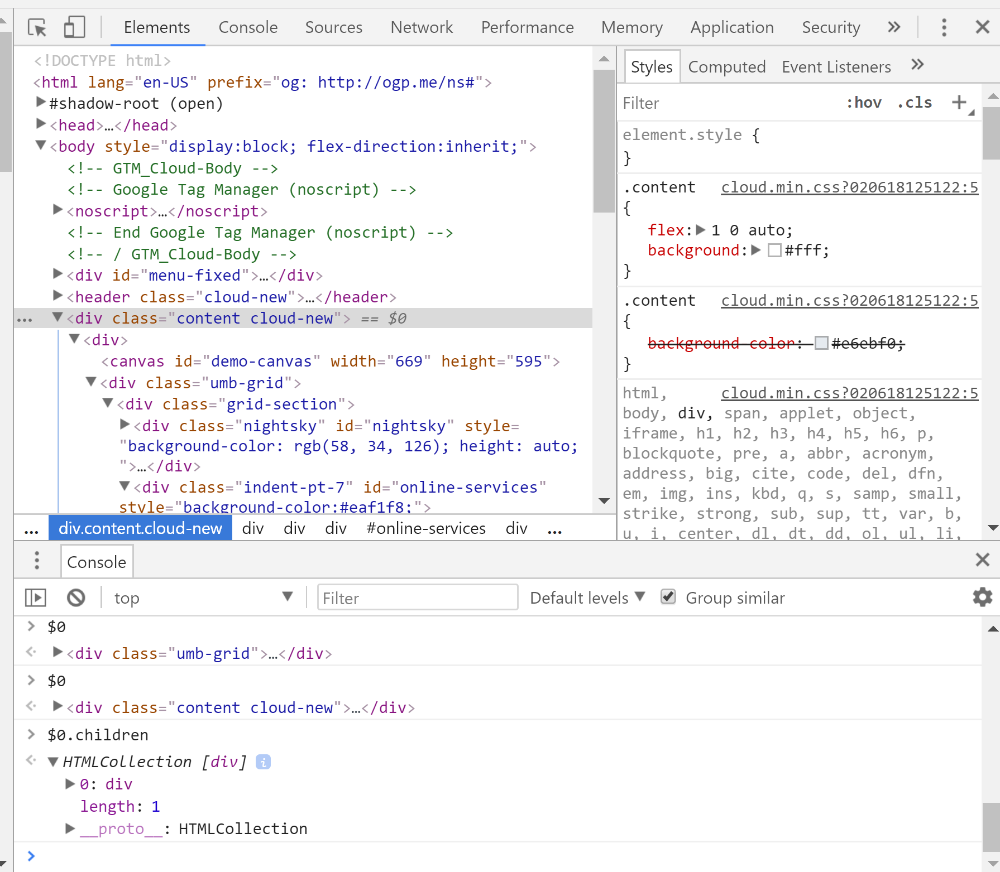 Elements Console Sources Network Performance Memory Application Security »
<!DOCTYPE html>
<html lang="en-US" prefix="og: http://ogp.me/ns#">
#shadow-root (open)
<head>…</head>
<body style="display:block; flex-direction:inherit;">
<!-- GTM_Cloud-Body -->
<!-- Google Tag Manager (noscript) -->
<noscript>…</noscript>
<!-- End Google Tag Manager (noscript) -->
<!-- / GTM_Cloud-Body -->
<div id="menu-fixed">…</div>
<header class="cloud-new">…</header>
… <div class="content cloud-new"> == $0
<div>
<canvas id="demo-canvas" width="669" height="595">
<div class="umb-grid">
<div class="grid-section">
<div class="nightsky" id="nightsky" style=
"background-color: rgb(58, 34, 126); height: auto;
">…</div>
<div class="indent-pt-7" id="online-services"
style="background-color:#eaf1f8;">
... div.content.cloud-new div div div #online-services div ...
Styles Computed Event Listeners »
Filter :hov .cls +
element.style {
}
.content cloud.min.css?020618125122:5
{
flex: 1 0 auto;
background: #fff;
}
.content cloud.min.css?020618125122:5
{
background-color: #e6ebf0;
}
html, cloud.min.css?020618125122:5
body, div, span, applet, object,
iframe, h1, h2, h3, h4, h5, h6, p,
blockquote, pre, a, abbr, acronym,
address, big, cite, code, del, dfn,
em, img, ins, kbd, q, s, samp, small,
strike, strong, sub, sup, tt, var, b,
u, i, center, dl, dt, dd, ol, ul, li,
Console
top Filter Default levels Group similar
> $0
<div class="umb-grid">…</div>
> $0
<div class="content cloud-new">…</div>
> $0.children
HTMLCollection [div] i
0: div
length: 1
__proto__: HTMLCollection
>